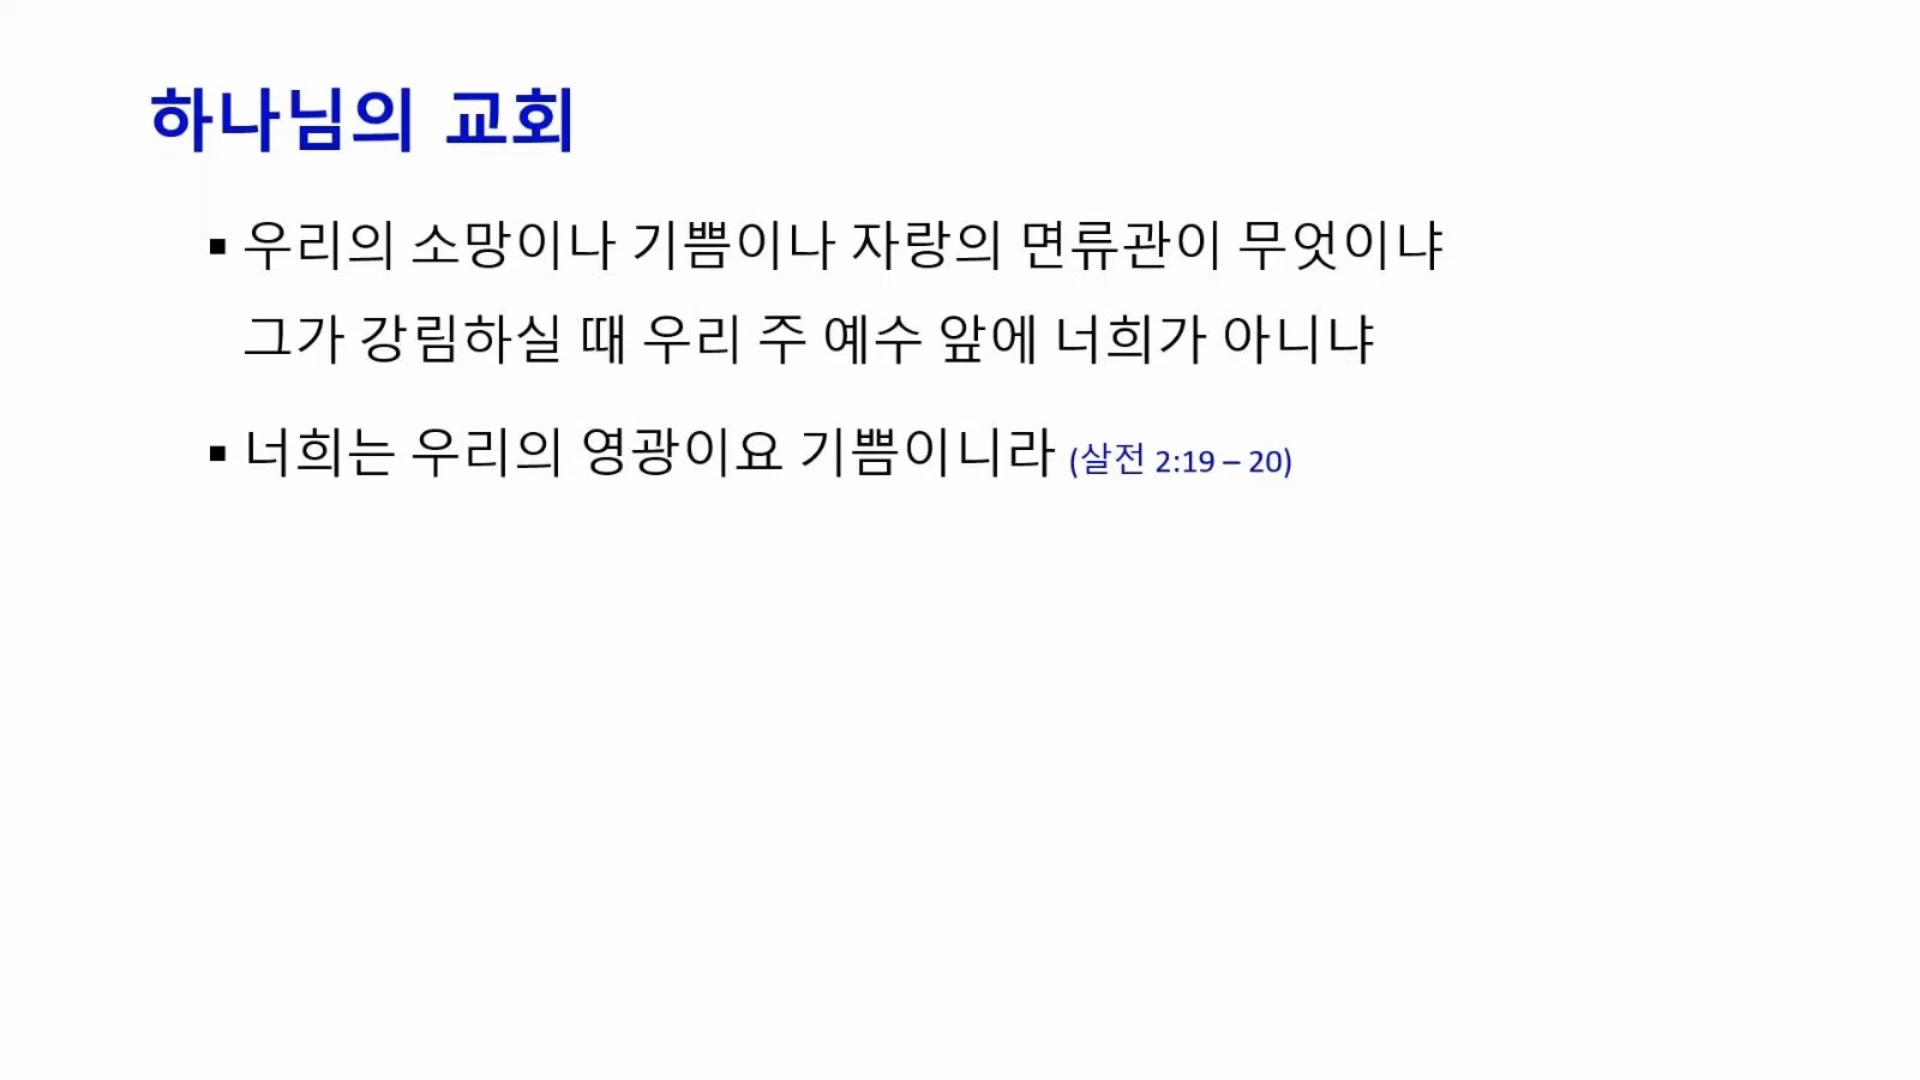 하나님의 교회
▪ 우리의 소망이나 기쁨이나 자랑의 면류관이 무엇이냐
그가 강림하실 때 우리 주 예수 앞에 너희가 아니냐
▪ 너희는 우리의 영광이요 기쁨이니라 (살전 2:19 – 20)